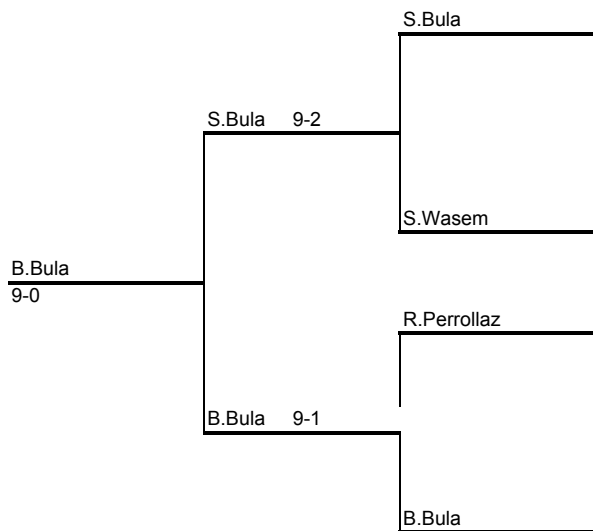 S.Bula
S.Bula 9-2
S.Wasem
B.Bula
9-0
R.Perrollaz
B.Bula 9-1
B.Bula